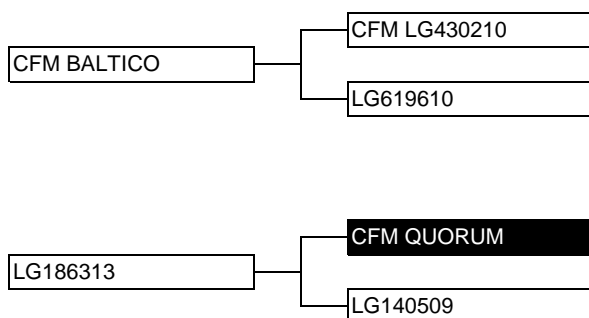 CFM LG430210
CFM BALTICO
LG619610
CFM QUORUM
LG186313
LG140509